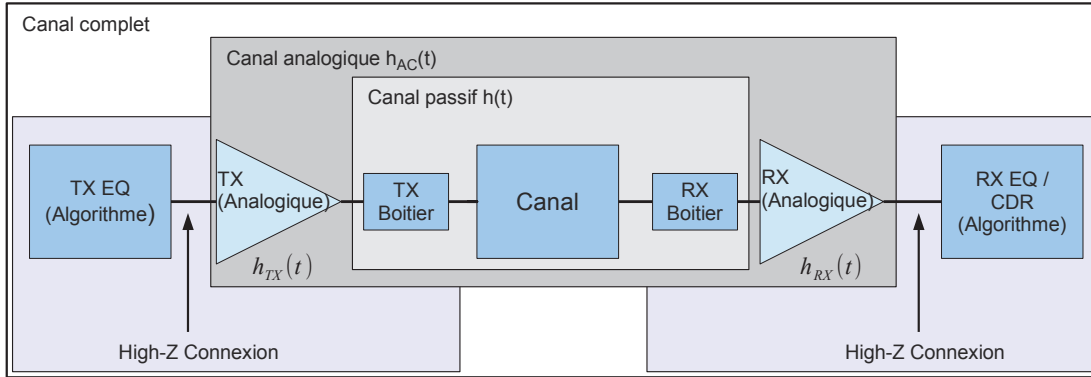 Canal complet
Canal analogique h_AC(t)
Canal passif h(t)
TX EQ
(Algorithme)
TX
(Analogique)
TX
Boitier
Canal
RX
Boitier
RX
(Analogique)
RX EQ /
CDR
(Algorithme)
h_TX(t)
h_RX(t)
High-Z Connexion
High-Z Connexion